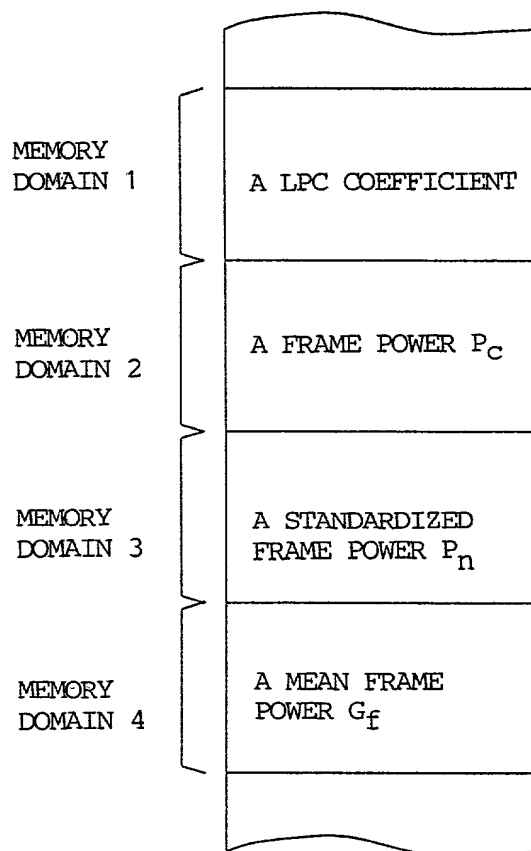 MEMORY
DOMAIN 1
A LPC COEFFICIENT
MEMORY
DOMAIN 2
A FRAME POWER Pc
MEMORY
DOMAIN 3
A STANDARDIZED
FRAME POWER Pn
MEMORY
DOMAIN 4
A MEAN FRAME
POWER Gf